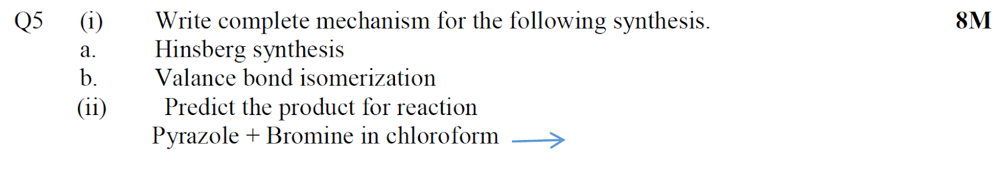 Q5 (i) Write complete mechanism for the following synthesis. 8M
a. Hinsberg synthesis
b. Valance bond isomerization
(ii) Predict the product for reaction
Pyrazole + Bromine in chloroform →